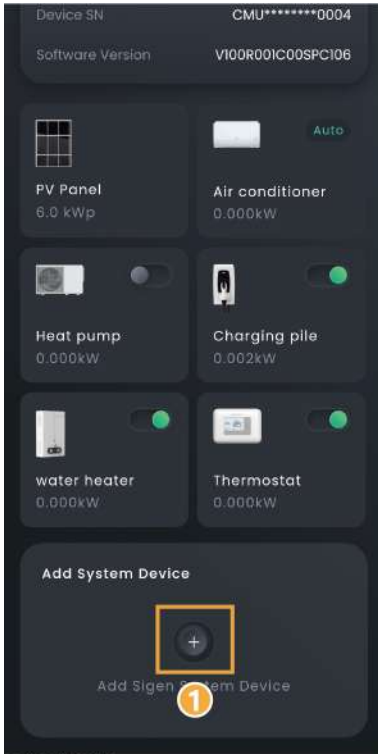 Device SN CMU********0004
Software Version V100R001C00SPC106
Auto
PV Panel
6.0 kWp
Air conditioner
0.000kW
Heat pump
0.000kW
Charging pile
0.002kW
water heater
0.000kW
Thermostat
0.000kW
Add System Device
+
Add Sigen System Device
1